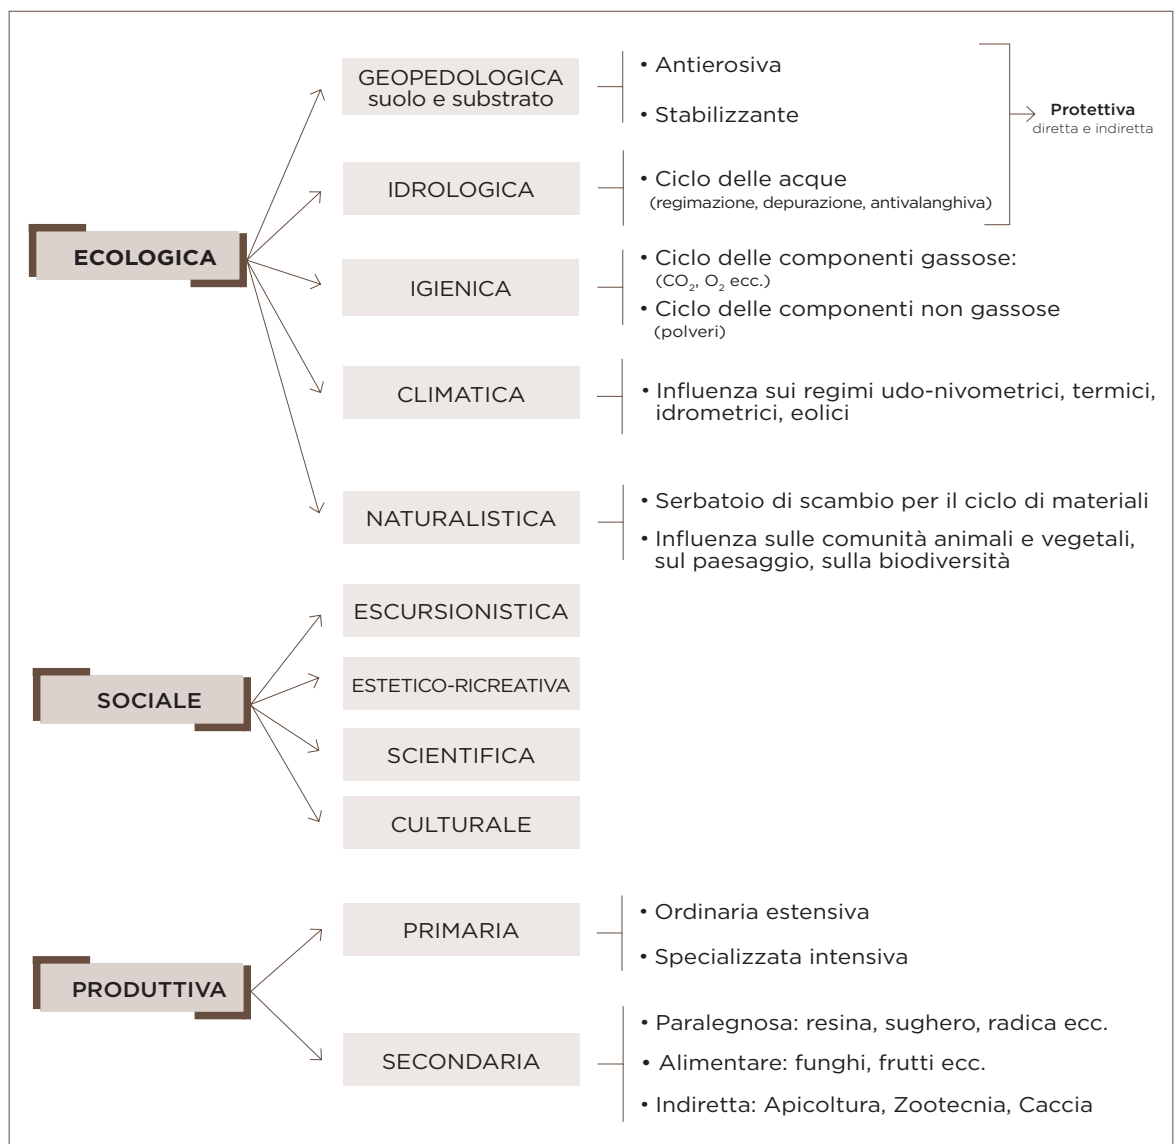 ECOLOGICA
GEOPEDOLOGICA
suolo e substrato
• Antierosiva
• Stabilizzante
Protettiva
diretta e indiretta
IDROLOGICA
• Ciclo delle acque
(regimazione, depurazione, antivalanghiva)
IGIENICA
• Ciclo delle componenti gassose:
(CO₂, O₂ ecc.)
• Ciclo delle componenti non gassose
(polveri)
CLIMATICA
• Influenza sui regimi udo-nivometrici, termici,
idrometrici, eolici
NATURALISTICA
• Serbatoio di scambio per il ciclo di materiali
• Influenza sulle comunità animali e vegetali,
sul paesaggio, sulla biodiversità
SOCIALE
ESCURSIONISTICA
ESTETICO-RICREATIVA
SCIENTIFICA
CULTURALE
PRODUTTIVA
PRIMARIA
• Ordinaria estensiva
• Specializzata intensiva
SECONDARIA
• Paralegnosa: resina, sughero, radica ecc.
• Alimentare: funghi, frutti ecc.
• Indiretta: Apicoltura, Zootecnia, Caccia